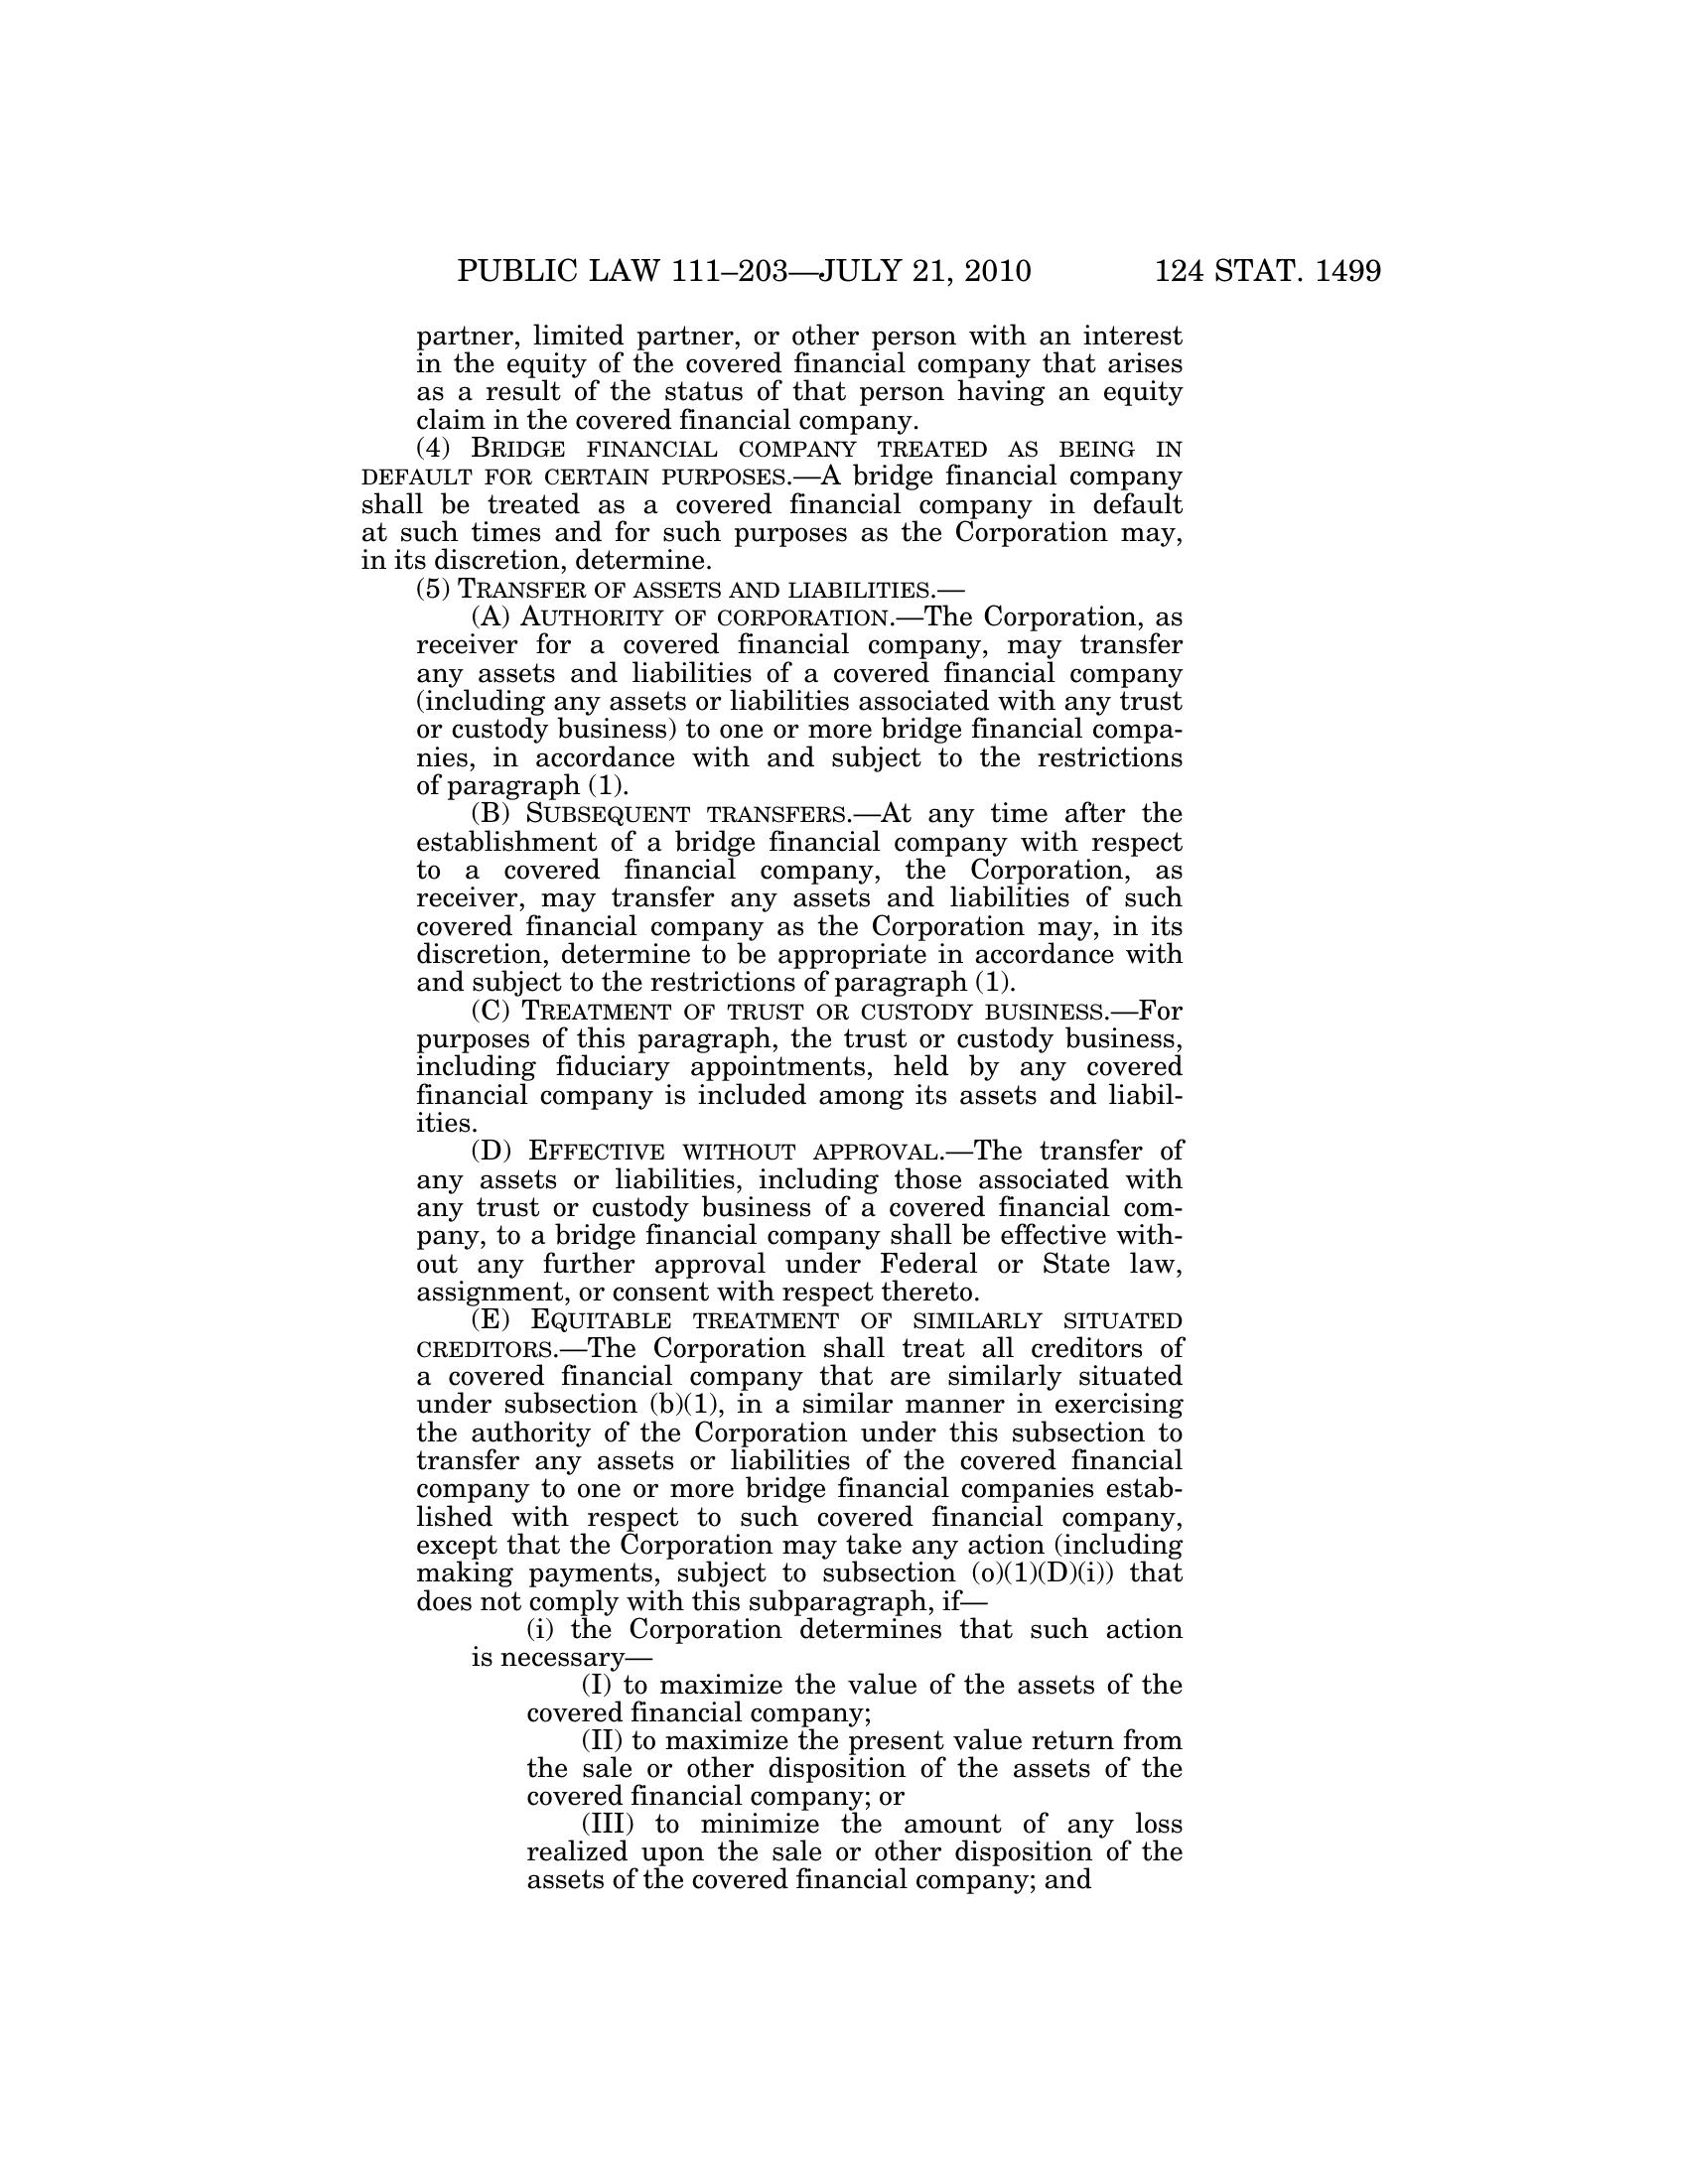 PUBLIC LAW 111–203—JULY 21, 2010 124 STAT. 1499
partner, limited partner, or other person with an interest
in the equity of the covered financial company that arises
as a result of the status of that person having an equity
claim in the covered financial company.
(4) BRIDGE FINANCIAL COMPANY TREATED AS BEING IN
DEFAULT FOR CERTAIN PURPOSES.—A bridge financial company
shall be treated as a covered financial company in default
at such times and for such purposes as the Corporation may,
in its discretion, determine.
(5) TRANSFER OF ASSETS AND LIABILITIES.—
(A) AUTHORITY OF CORPORATION.—The Corporation, as
receiver for a covered financial company, may transfer
any assets and liabilities of a covered financial company
(including any assets or liabilities associated with any trust
or custody business) to one or more bridge financial compa-
nies, in accordance with and subject to the restrictions
of paragraph (1).
(B) SUBSEQUENT TRANSFERS.—At any time after the
establishment of a bridge financial company with respect
to a covered financial company, the Corporation, as
receiver, may transfer any assets and liabilities of such
covered financial company as the Corporation may, in its
discretion, determine to be appropriate in accordance with
and subject to the restrictions of paragraph (1).
(C) TREATMENT OF TRUST OR CUSTODY BUSINESS.—For
purposes of this paragraph, the trust or custody business,
including fiduciary appointments, held by any covered
financial company is included among its assets and liabil-
ities.
(D) EFFECTIVE WITHOUT APPROVAL.—The transfer of
any assets or liabilities, including those associated with
any trust or custody business of a covered financial com-
pany, to a bridge financial company shall be effective with-
out any further approval under Federal or State law,
assignment, or consent with respect thereto.
(E) EQUITABLE TREATMENT OF SIMILARLY SITUATED
CREDITORS.—The Corporation shall treat all creditors of
a covered financial company that are similarly situated
under subsection (b)(1), in a similar manner in exercising
the authority of the Corporation under this subsection to
transfer any assets or liabilities of the covered financial
company to one or more bridge financial companies estab-
lished with respect to such covered financial company,
except that the Corporation may take any action (including
making payments, subject to subsection (o)(1)(D)(i)) that
does not comply with this subparagraph, if—
(i) the Corporation determines that such action
is necessary—
(I) to maximize the value of the assets of the
covered financial company;
(II) to maximize the present value return from
the sale or other disposition of the assets of the
covered financial company; or
(III) to minimize the amount of any loss
realized upon the sale or other disposition of the
assets of the covered financial company; and